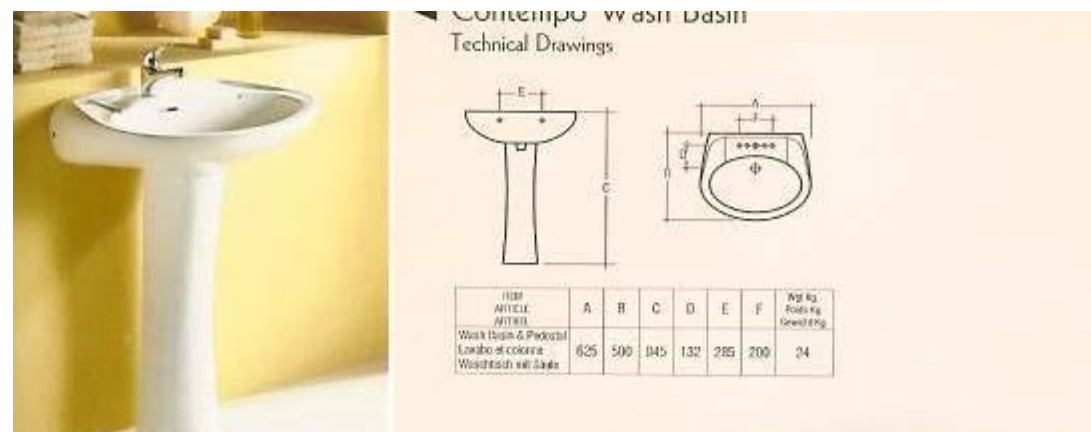 Contempo Wash Basin
Technical Drawings
E
A
F
D
B
C
ITEM
ARTICLE
ARTIKEL
A B C D E F
Wgt Kg.
Poids Kg
Gewicht Kg
Wash Basin & Pedestal
Lavabo et colonne
Waschtisch mit Säule
625 500 845 132 285 200 24